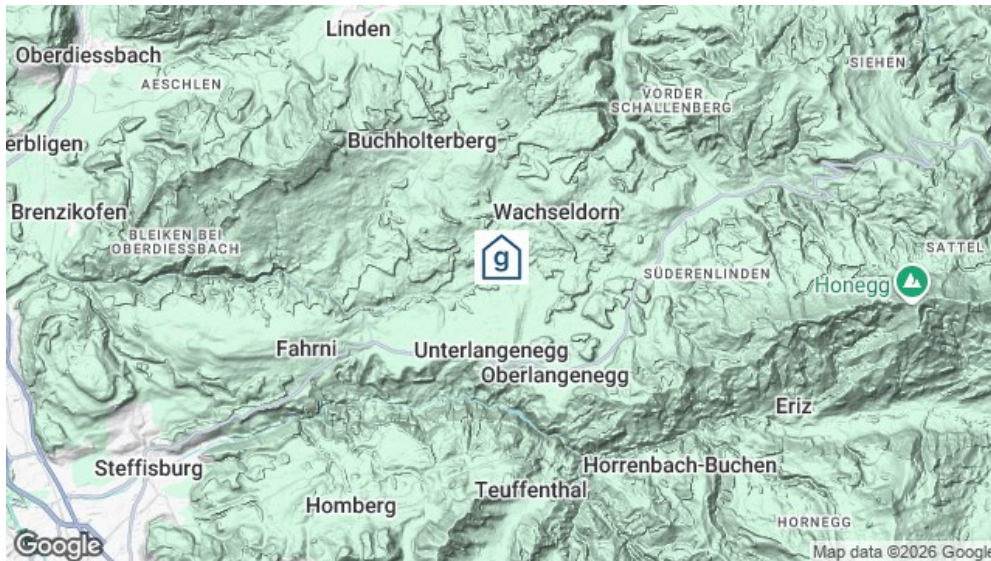 Linden
Oberdiessbach
SIEHEN
AESCHLEN
VORDER
SCHALLENBERG
erbligen
Buchholterberg
Brenzikofen
Wachseldorn
BLEIKEN BEI
OBERDIESSBACH
SATTEL
g
SÜDERENLINDEN
Honegg
Fahrni
Unterlangenegg
Oberlangenegg
Eriz
Steffisburg
Horrenbach-Buchen
Teuffenthal
Homberg
HORNEGG
Google
Map data ©2026 Google